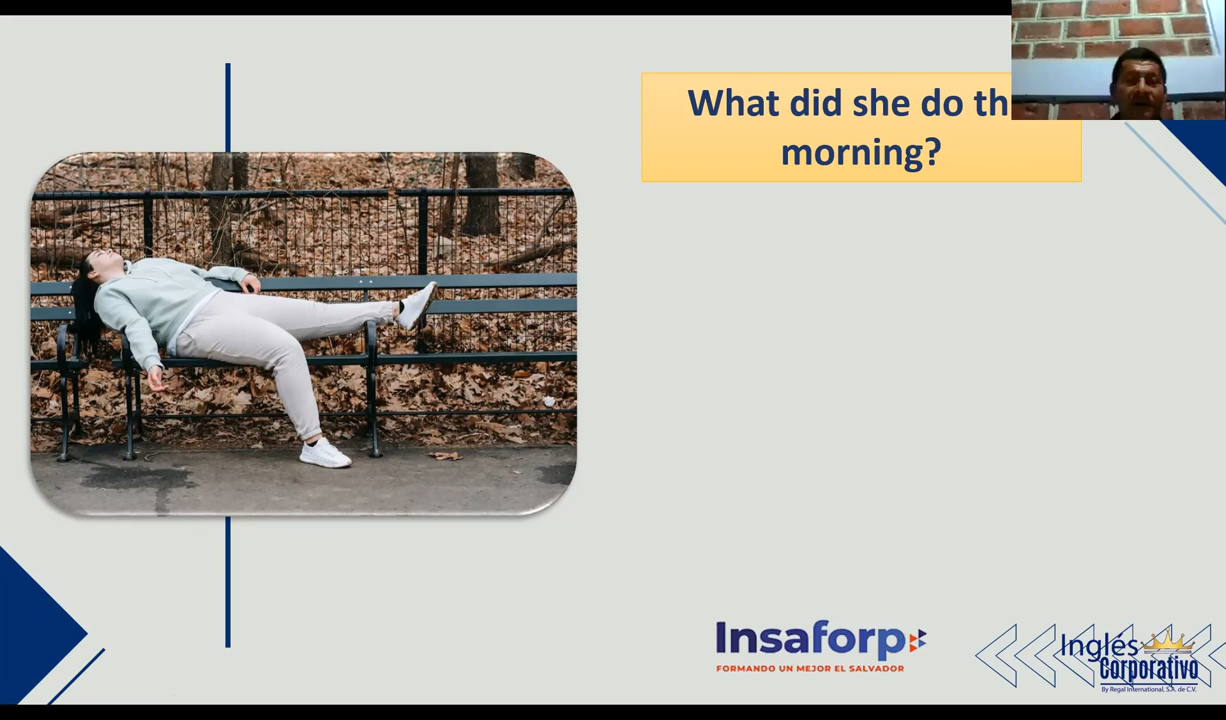 What did she do th
morning?
Insaforp
FORMANDO UN MEJOR EL SALVADOR
Inglés
Corporativo
By Regal International, S.A. de C.V.